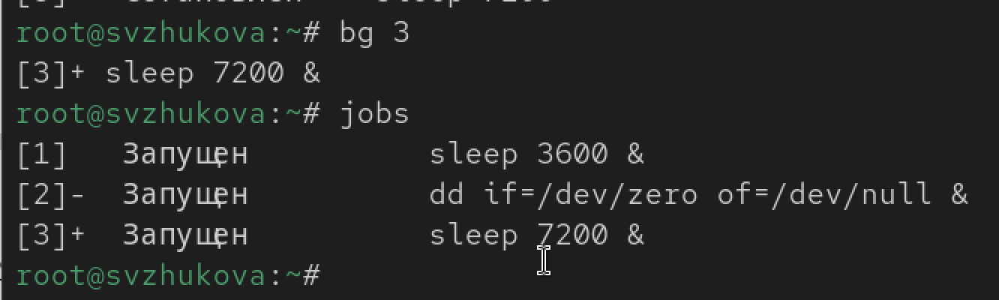 root@svzhukova:~# bg 3
[3]+ sleep 7200 &
root@svzhukova:~# jobs
[1]   Запущен          sleep 3600 &
[2]-  Запущен          dd if=/dev/zero of=/dev/null &
[3]+  Запущен          sleep 7200 &
root@svzhukova:~#